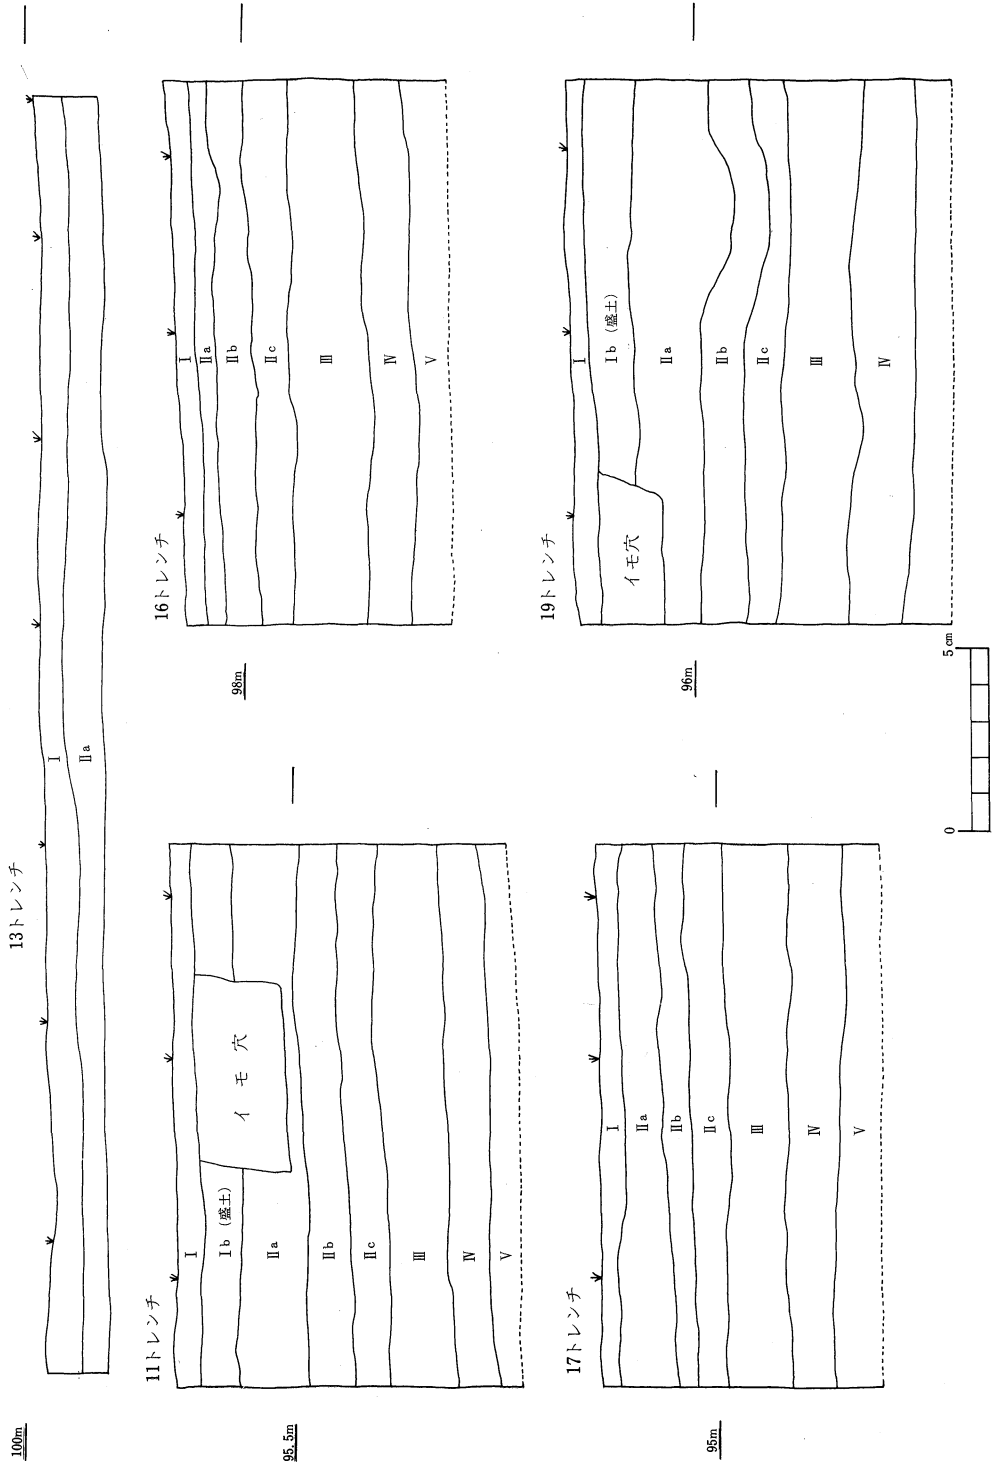 13トレンチ
100m
I
IIa
11トレンチ
95.5m
I
Ib (盛土)
IIa
IIb
IIc
III
IV
V
イモ穴
16トレンチ
98m
I
IIa
IIb
IIc
III
IV
V
17トレンチ
95m
I
IIa
IIb
IIc
III
IV
V
19トレンチ
96m
I
Ib (盛土)
IIa
IIb
IIc
III
IV
イモ穴
0
5cm